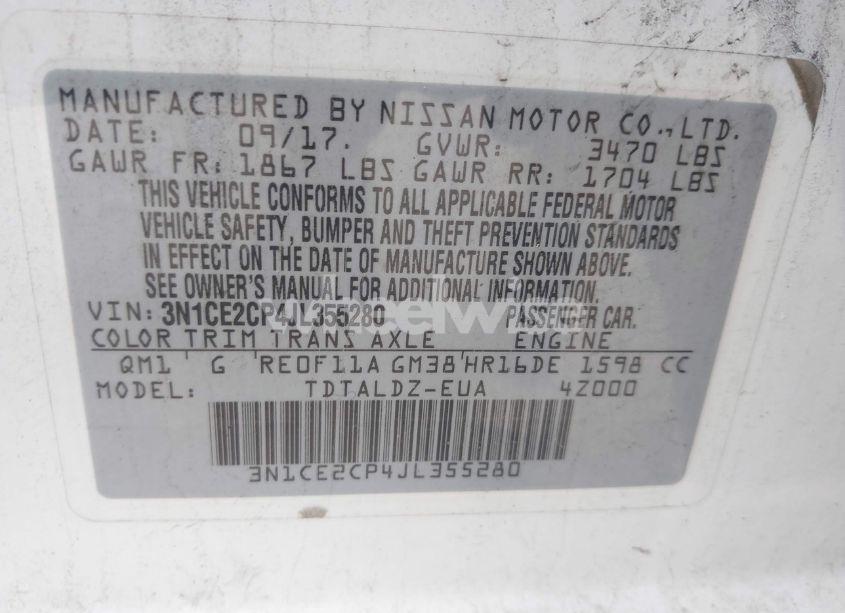 MANUFACTURED BY NISSAN MOTOR CO.,LTD.
DATE: 09/17. GVWR: 3470 LBS
GAWR FR: 1867 LBS GAWR RR: 1704 LBS
THIS VEHICLE CONFORMS TO ALL APPLICABLE FEDERAL MOTOR
VEHICLE SAFETY, BUMPER AND THEFT PREVENTION STANDARDS
IN EFFECT ON THE DATE OF MANUFACTURE SHOWN ABOVE.
SEE OWNER'S MANUAL FOR ADDITIONAL INFORMATION.
VIN: 3N1CE2CP4JL355280 PASSENGER CAR.
COLOR TRIM TRANS AXLE ENGINE
QM1 G RE0F11A GM38 HR16DE 1598 CC
MODEL: TDTALDZ-EUA 4Z000
3N1CE2CP4JL355280